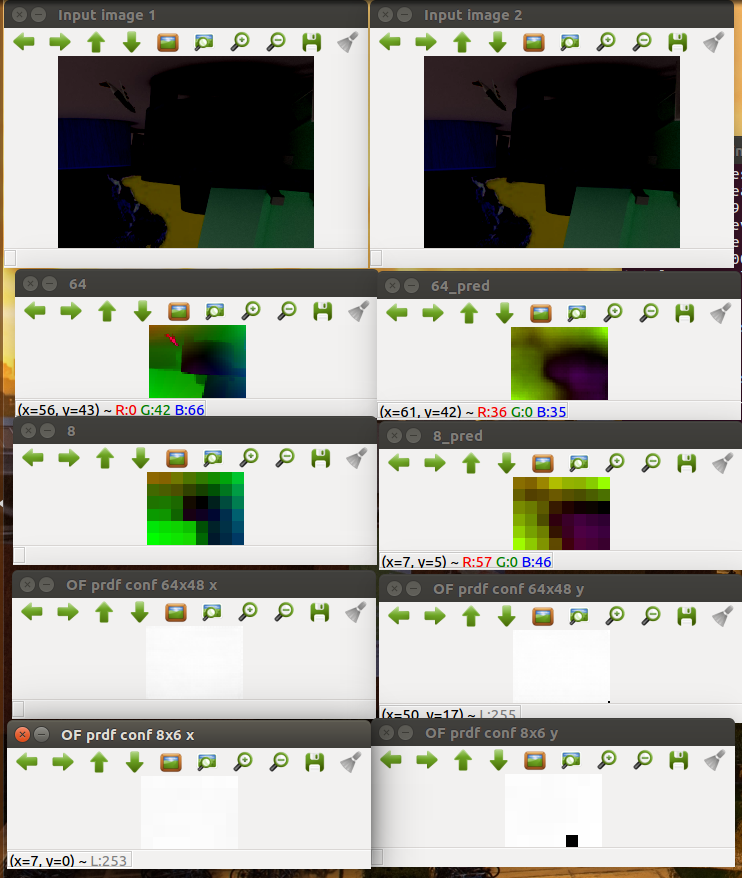 Input image 1
Input image 2
64
64_pred
(x=56, y=43) ~ R:0 G:42 B:66
(x=61, y=42) ~ R:36 G:0 B:35
8
8_pred
(x=7, y=5) ~ R:57 G:0 B:46
OF prdf conf 64x48 x
OF prdf conf 64x48 y
(x=50, y=17) ~ L:255
OF prdf conf 8x6 x
OF prdf conf 8x6 y
(x=7, y=0) ~ L:253